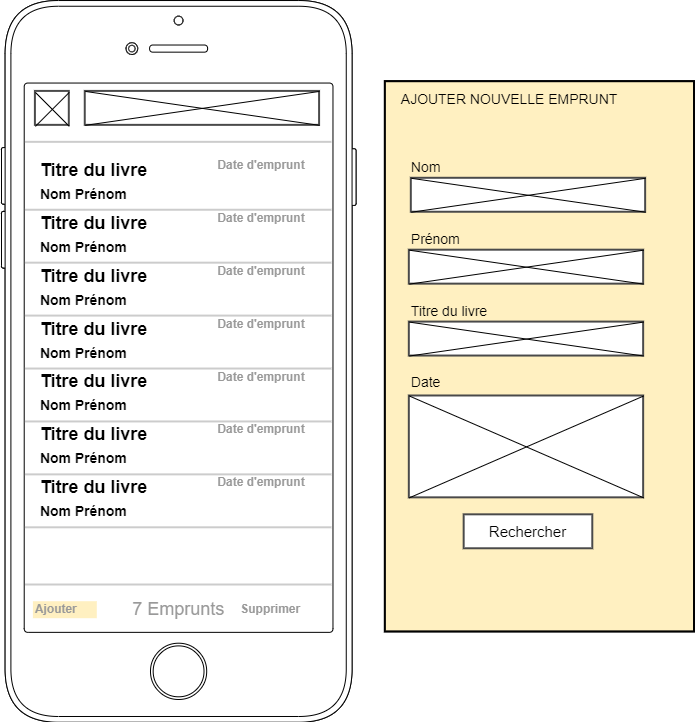 Titre du livre
Date d'emprunt
Nom Prénom
Titre du livre
Date d'emprunt
Nom Prénom
Titre du livre
Date d'emprunt
Nom Prénom
Titre du livre
Date d'emprunt
Nom Prénom
Titre du livre
Date d'emprunt
Nom Prénom
Titre du livre
Date d'emprunt
Nom Prénom
Titre du livre
Date d'emprunt
Nom Prénom
Ajouter
7 Emprunts
Supprimer
AJOUTER NOUVELLE EMPRUNT
Nom
Prénom
Titre du livre
Date
Rechercher